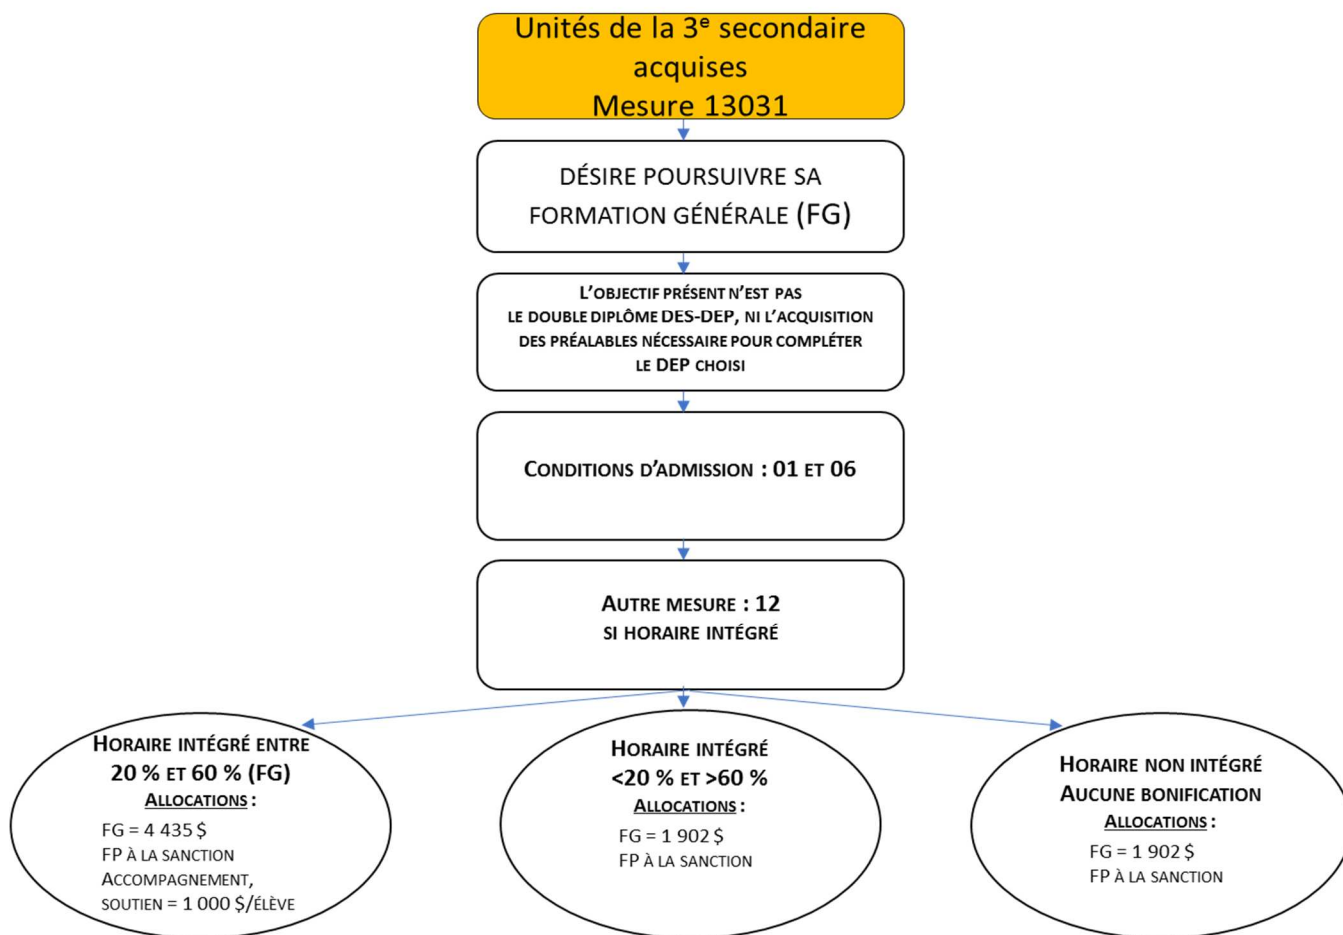 Unités de la 3e secondaire
acquises
Mesure 13031
DÉSIRE POURSUIVRE SA
FORMATION GÉNÉRALE (FG)
L'OBJECTIF PRÉSENT N'EST PAS
LE DOUBLE DIPLÔME DES-DEP, NI L'ACQUISITION
DES PRÉALABLES NÉCESSAIRE POUR COMPLÉTER
LE DEP CHOISI
CONDITIONS D'ADMISSION : 01 ET 06
AUTRE MESURE : 12
SI HORAIRE INTÉGRÉ
HORAIRE INTÉGRÉ ENTRE
20 % ET 60 % (FG)
ALLOCATIONS :
FG = 4 435 $
FP À LA SANCTION
ACCOMPAGNEMENT,
SOUTIEN = 1 000 $/ÉLÈVE
HORAIRE INTÉGRÉ
<20 % ET >60 %
ALLOCATIONS :
FG = 1 902 $
FP À LA SANCTION
HORAIRE NON INTÉGRÉ
AUCUNE BONIFICATION
ALLOCATIONS :
FG = 1 902 $
FP À LA SANCTION